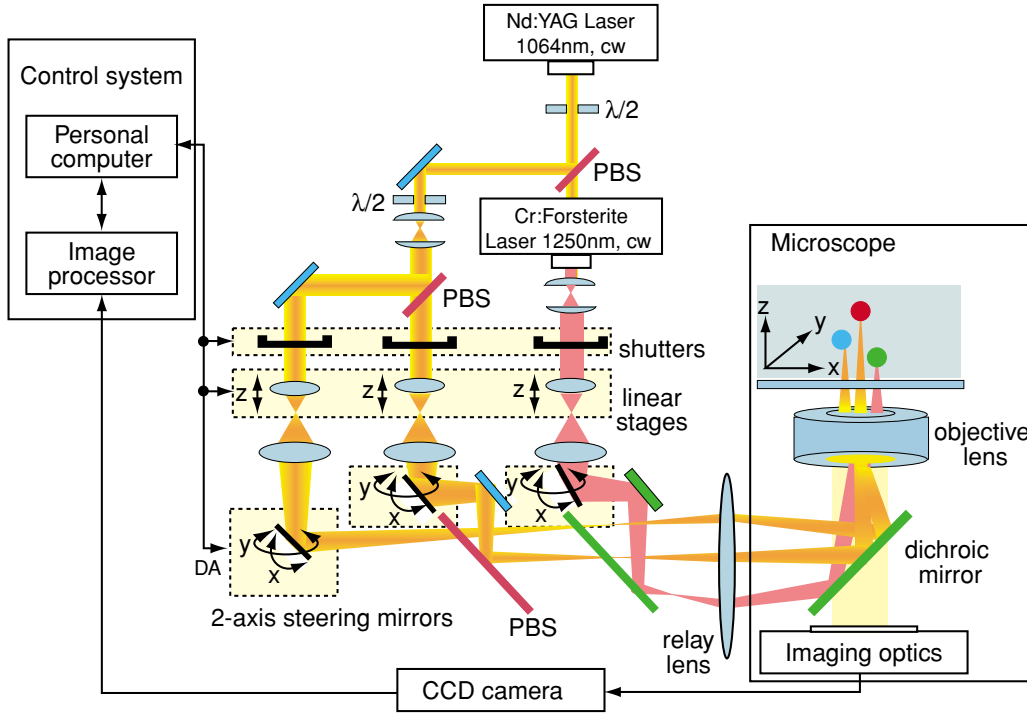 Nd:YAG Laser
1064nm, cw
Control system
λ/2
Personal
computer
PBS
λ/2
Cr:Forsterite
Laser 1250nm, cw
Image
processor
Microscope
PBS
z
y
x
shutters
z
z
z
linear
stages
objective
lens
y
x
y
x
y
x
DA
dichroic
mirror
2-axis steering mirrors
PBS
relay
lens
Imaging optics
CCD camera